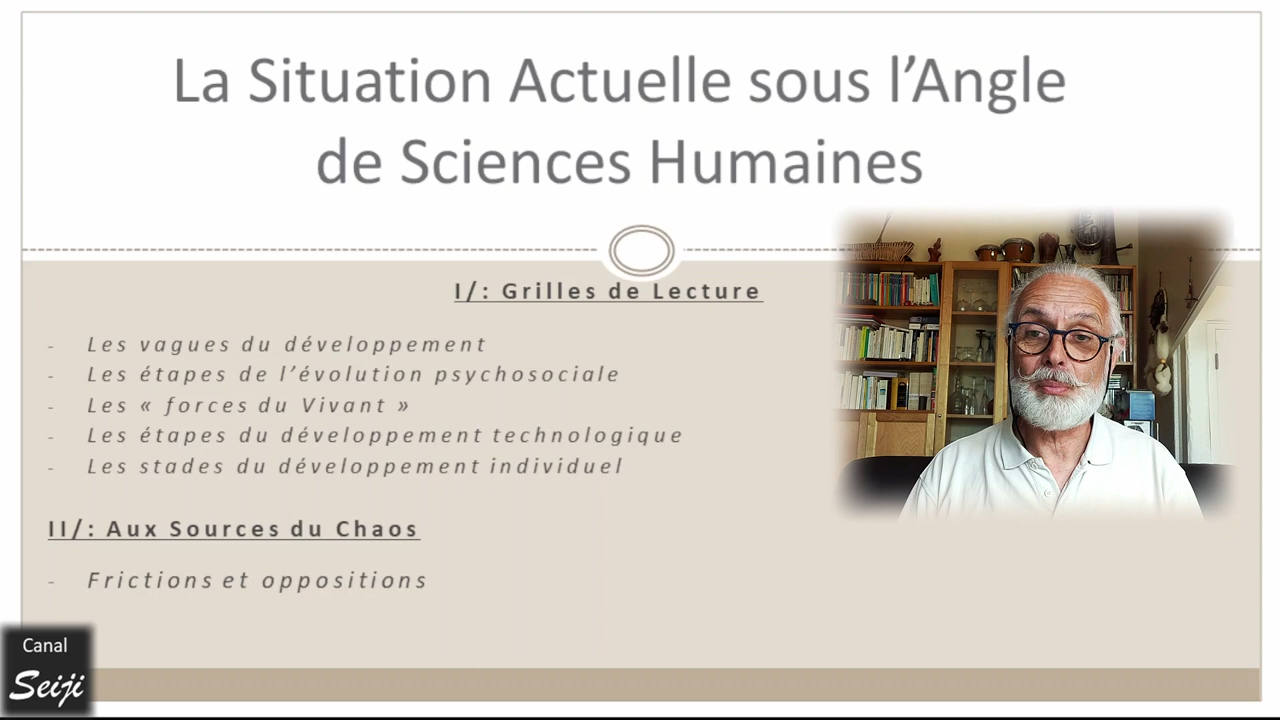 La Situation Actuelle sous l’Angle
de Sciences Humaines
I/: Grilles de Lecture
- Les vagues du développement
- Les étapes de l’évolution psychosociale
- Les « forces du Vivant »
- Les étapes du développement technologique
- Les stades du développement individuel
II/: Aux Sources du Chaos
- Frictions et oppositions
Canal
Seiji